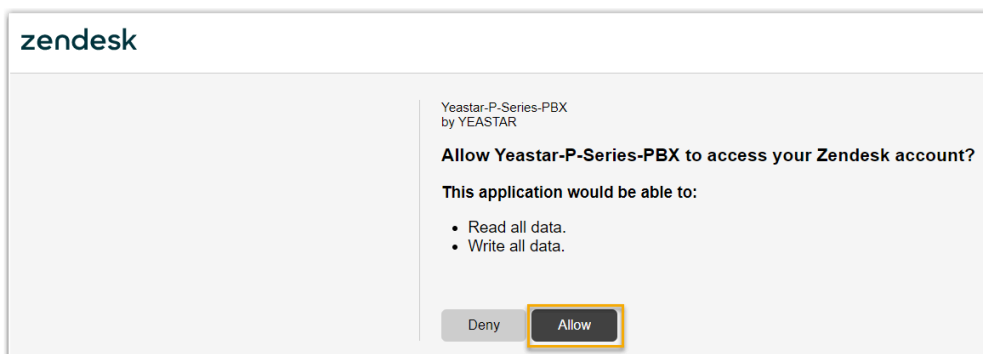 zendesk
Yeastar-P-Series-PBX
by YEASTAR
Allow Yeastar-P-Series-PBX to access your Zendesk account?
This application would be able to:
• Read all data.
• Write all data.
Deny
Allow